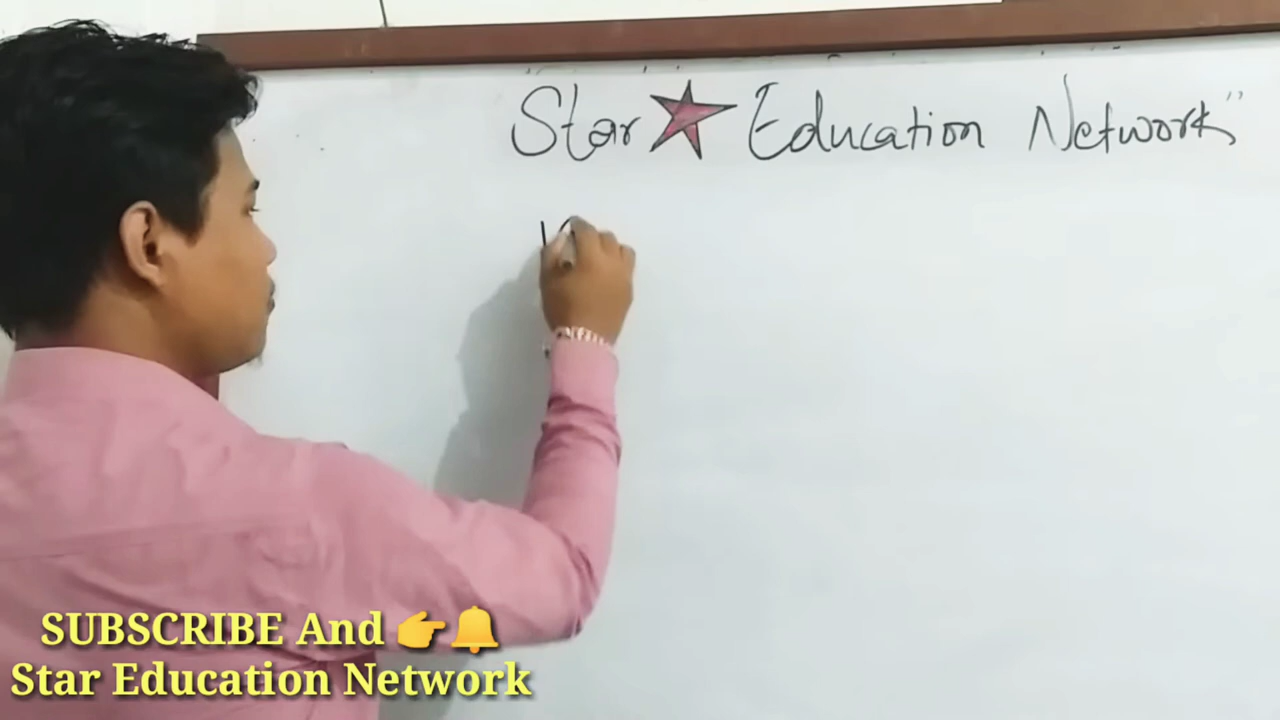 Star Education Network"
SUBSCRIBE And 👉🔔
Star Education Network